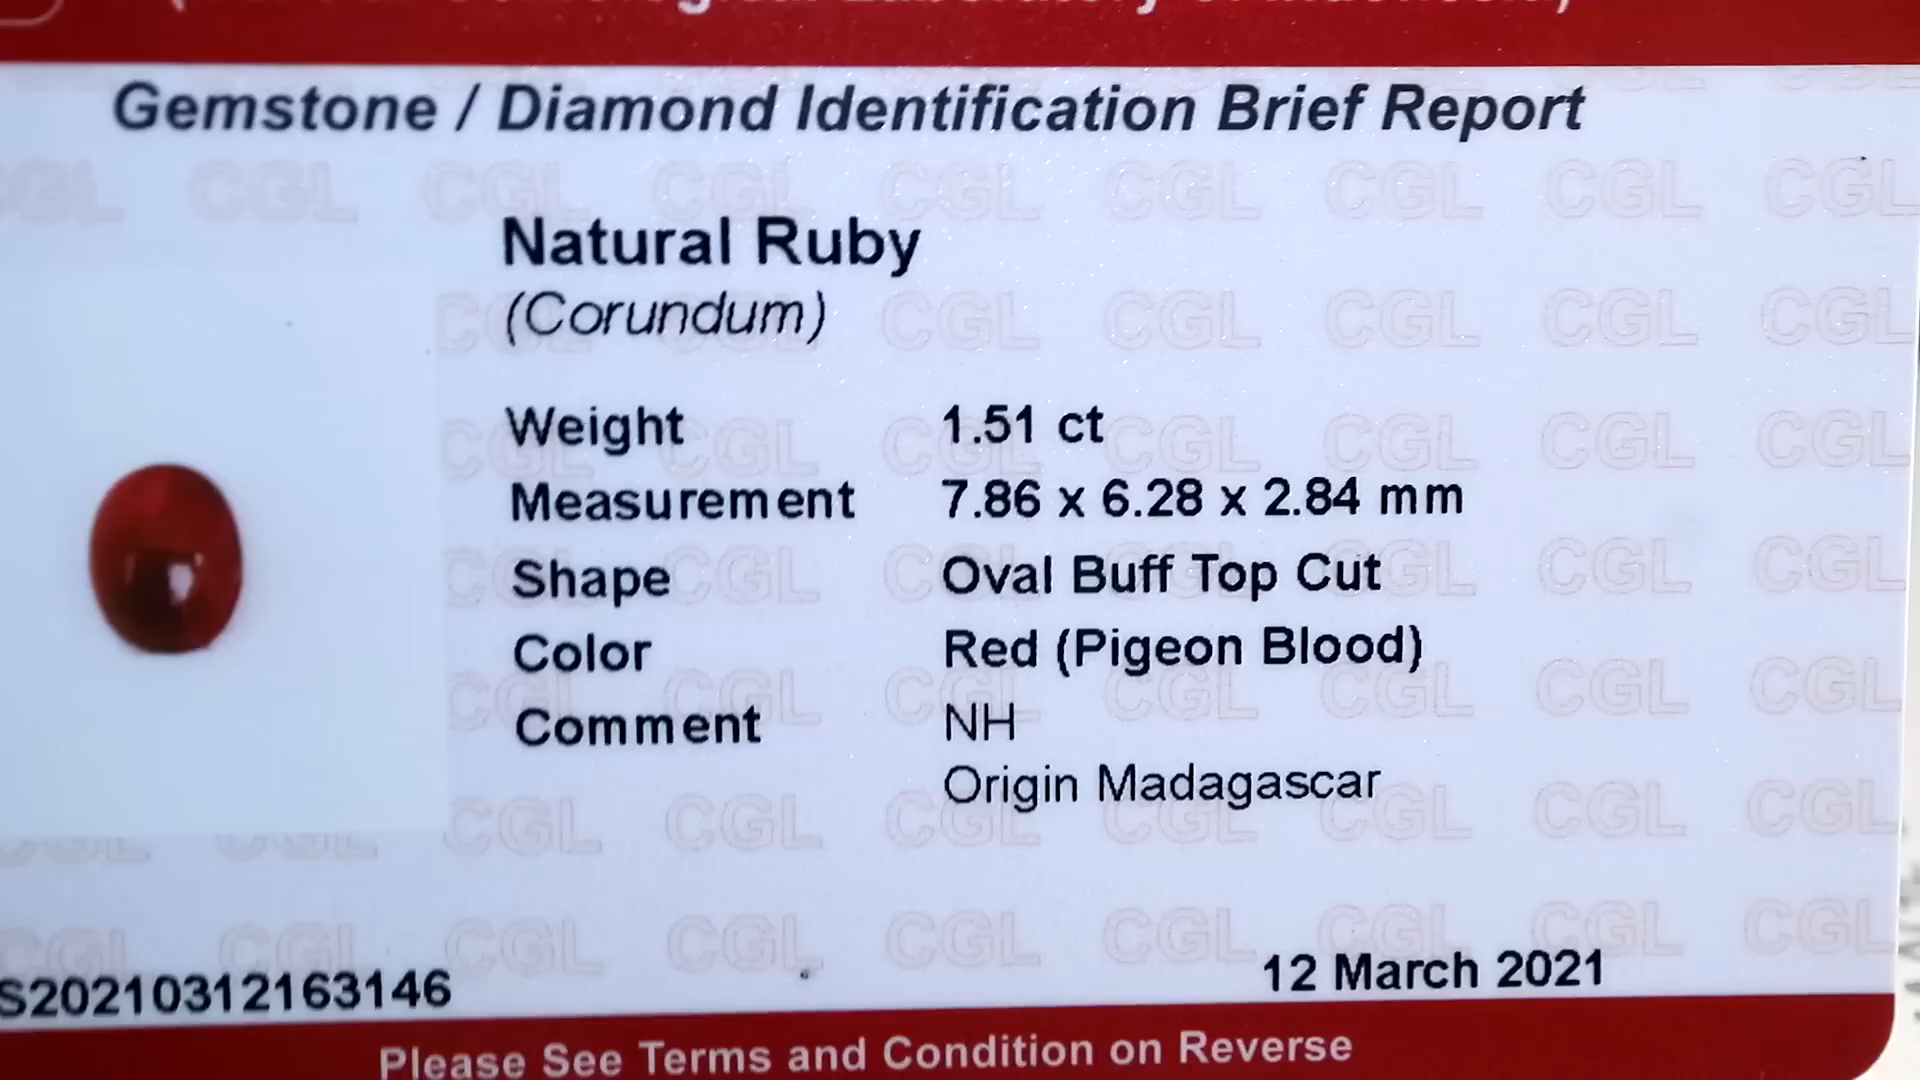 Gemstone / Diamond Identification Brief Report
Natural Ruby
(Corundum)
Weight 1.51 ct
Measurement 7.86 x 6.28 x 2.84 mm
Shape Oval Buff Top Cut
Color Red (Pigeon Blood)
Comment NH
Origin Madagascar
S20210312163146
12 March 2021
Please See Terms and Condition on Reverse
CGL